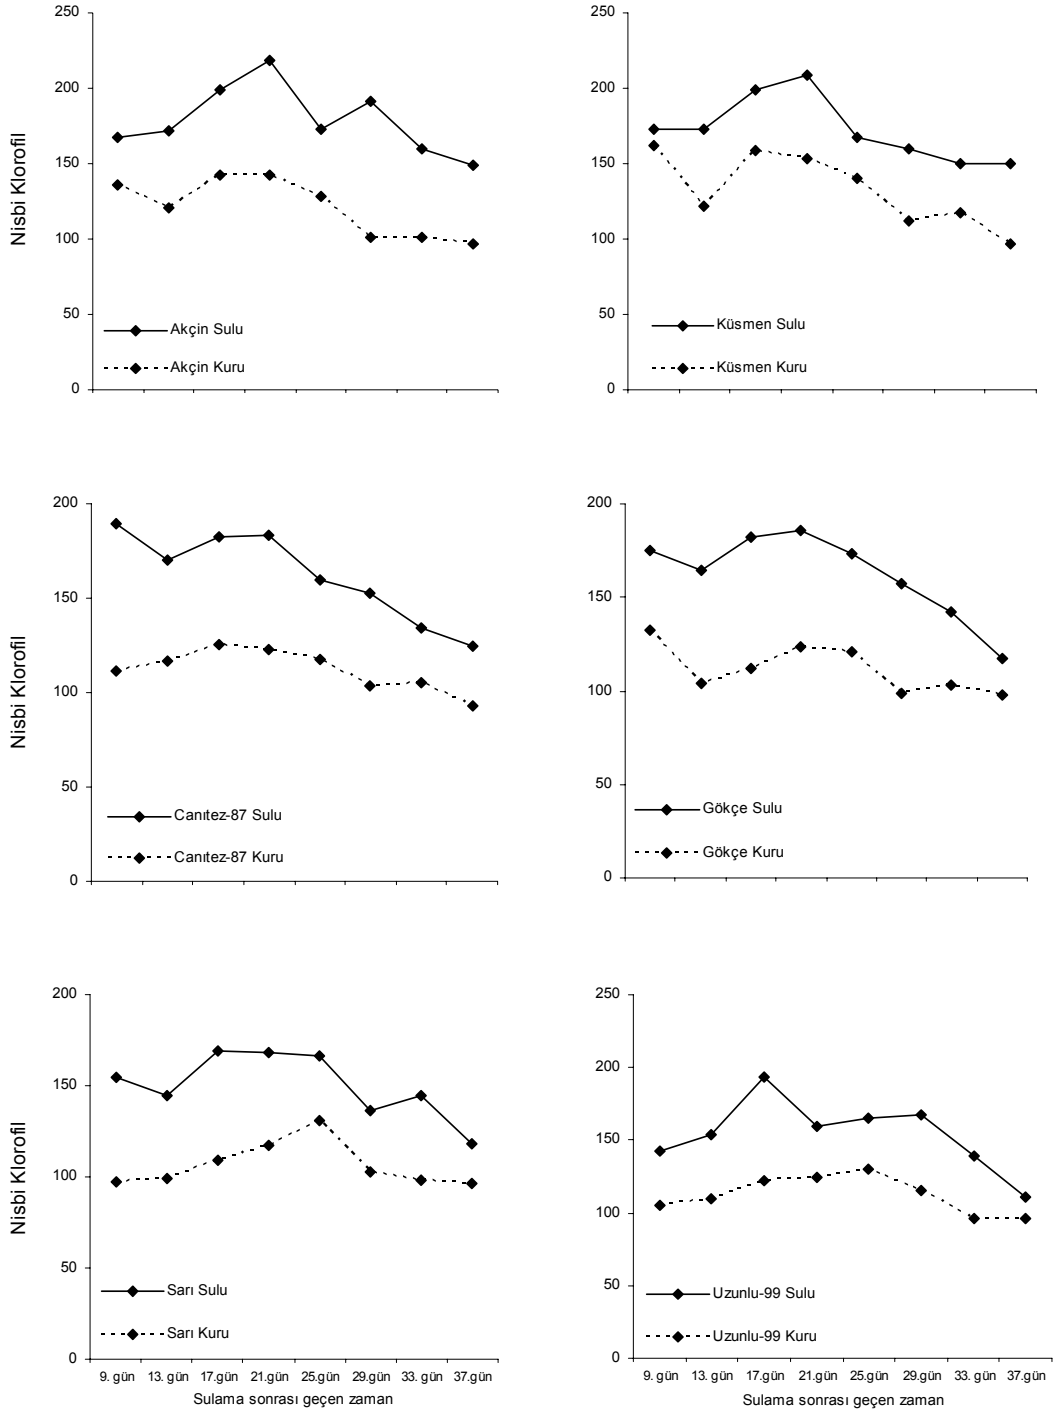 250
200
150
100
50
0
Nisbi Klorofil
Akçin Sulu
Akçin Kuru
250
200
150
100
50
0
Küsmen Sulu
Küsmen Kuru
200
150
100
50
0
Nisbi Klorofil
Canıtez-87 Sulu
Canıtez-87 Kuru
200
150
100
50
0
Gökçe Sulu
Gökçe Kuru
200
150
100
50
0
Nisbi Klorofil
Sarı Sulu
Sarı Kuru
9. gün 13. gün 17.gün 21.gün 25.gün 29.gün 33. gün 37.gün
Sulama sonrası geçen zaman
250
200
150
100
50
0
Uzunlu-99 Sulu
Uzunlu-99 Kuru
9. gün 13. gün 17.gün 21.gün 25.gün 29.gün 33. gün 37.gün
Sulama sonrası geçen zaman